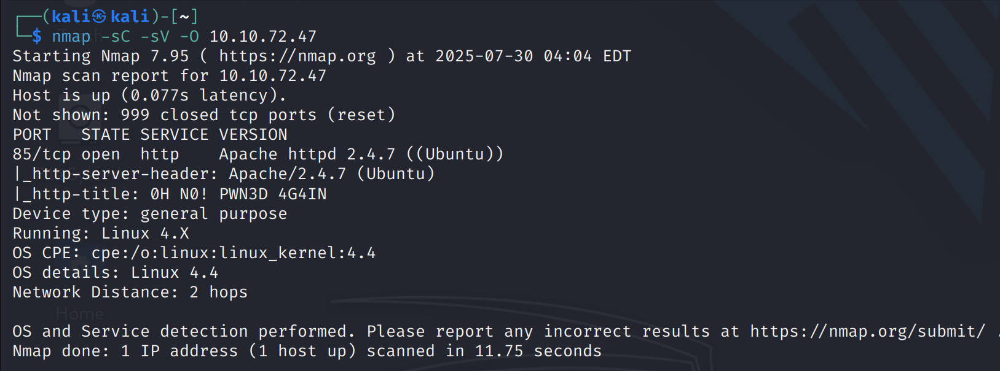 ┌──(kali㉿kali)-[~]
└─$ nmap -sC -sV -O 10.10.72.47
Starting Nmap 7.95 ( https://nmap.org ) at 2025-07-30 04:04 EDT
Nmap scan report for 10.10.72.47
Host is up (0.077s latency).
Not shown: 999 closed tcp ports (reset)
PORT   STATE SERVICE VERSION
85/tcp open  http    Apache httpd 2.4.7 ((Ubuntu))
|_http-server-header: Apache/2.4.7 (Ubuntu)
|_http-title: 0H N0! PWN3D 4G4IN
Device type: general purpose
Running: Linux 4.X
OS CPE: cpe:/o:linux:linux_kernel:4.4
OS details: Linux 4.4
Network Distance: 2 hops
Home
OS and Service detection performed. Please report any incorrect results at https://nmap.org/submit/ .
Nmap done: 1 IP address (1 host up) scanned in 11.75 seconds